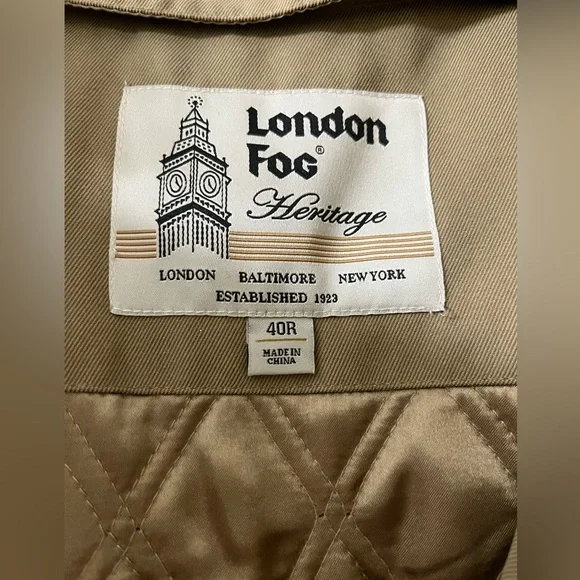 London
Fog®
Heritage
LONDON BALTIMORE NEW YORK
ESTABLISHED 1923
40R
MADE IN
CHINA